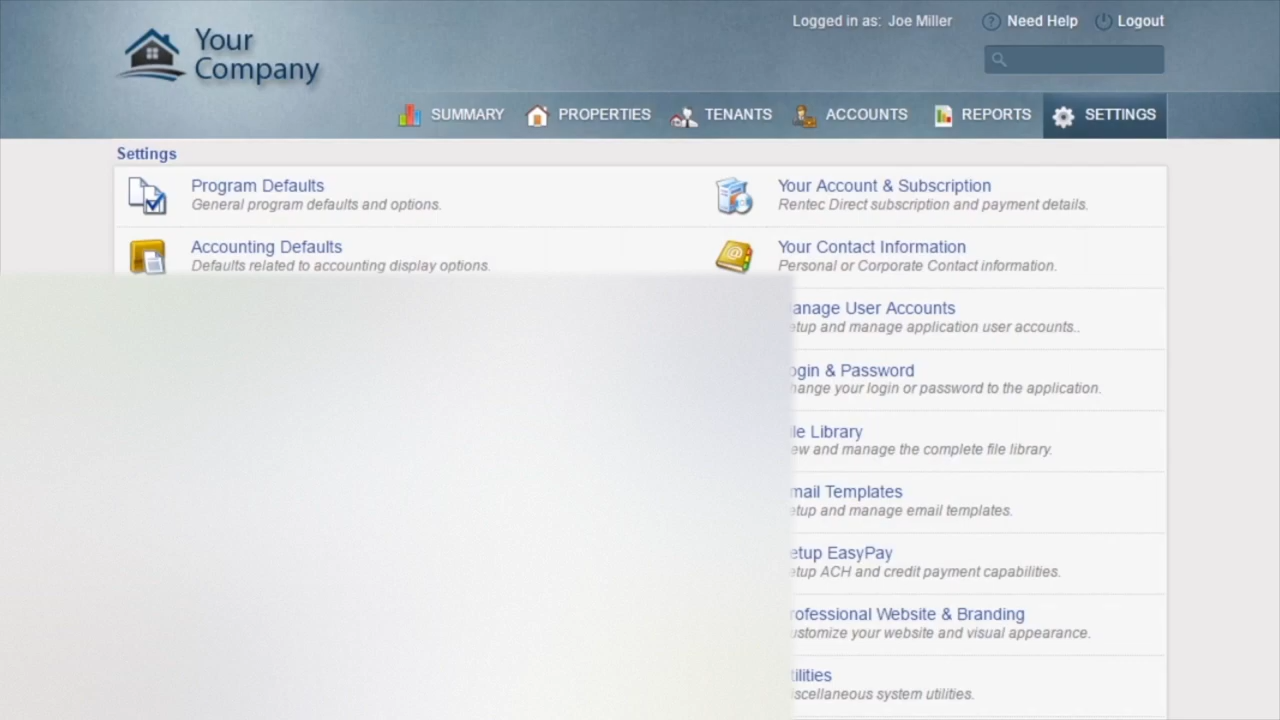 Your
Company
Logged in as: Joe Miller
Need Help
Logout
SUMMARY
PROPERTIES
TENANTS
ACCOUNTS
REPORTS
SETTINGS
Settings
Program Defaults
General program defaults and options.
Your Account & Subscription
Rentec Direct subscription and payment details.
Accounting Defaults
Defaults related to accounting display options.
Your Contact Information
Personal or Corporate Contact information.
anage User Accounts
etup and manage application user accounts..
ogin & Password
hange your login or password to the application.
le Library
ew and manage the complete file library.
mail Templates
etup and manage email templates.
etup EasyPay
etup ACH and credit payment capabilities.
rofessional Website & Branding
ustomize your website and visual appearance.
tilities
iscellaneous system utilities.